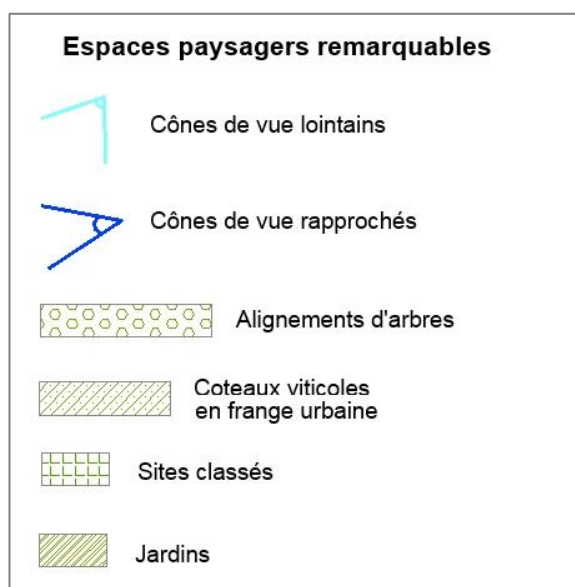 Espaces paysagers remarquables
Cônes de vue lointains
Cônes de vue rapprochés
Alignements d'arbres
Coteaux viticoles
en frange urbaine
Sites classés
Jardins